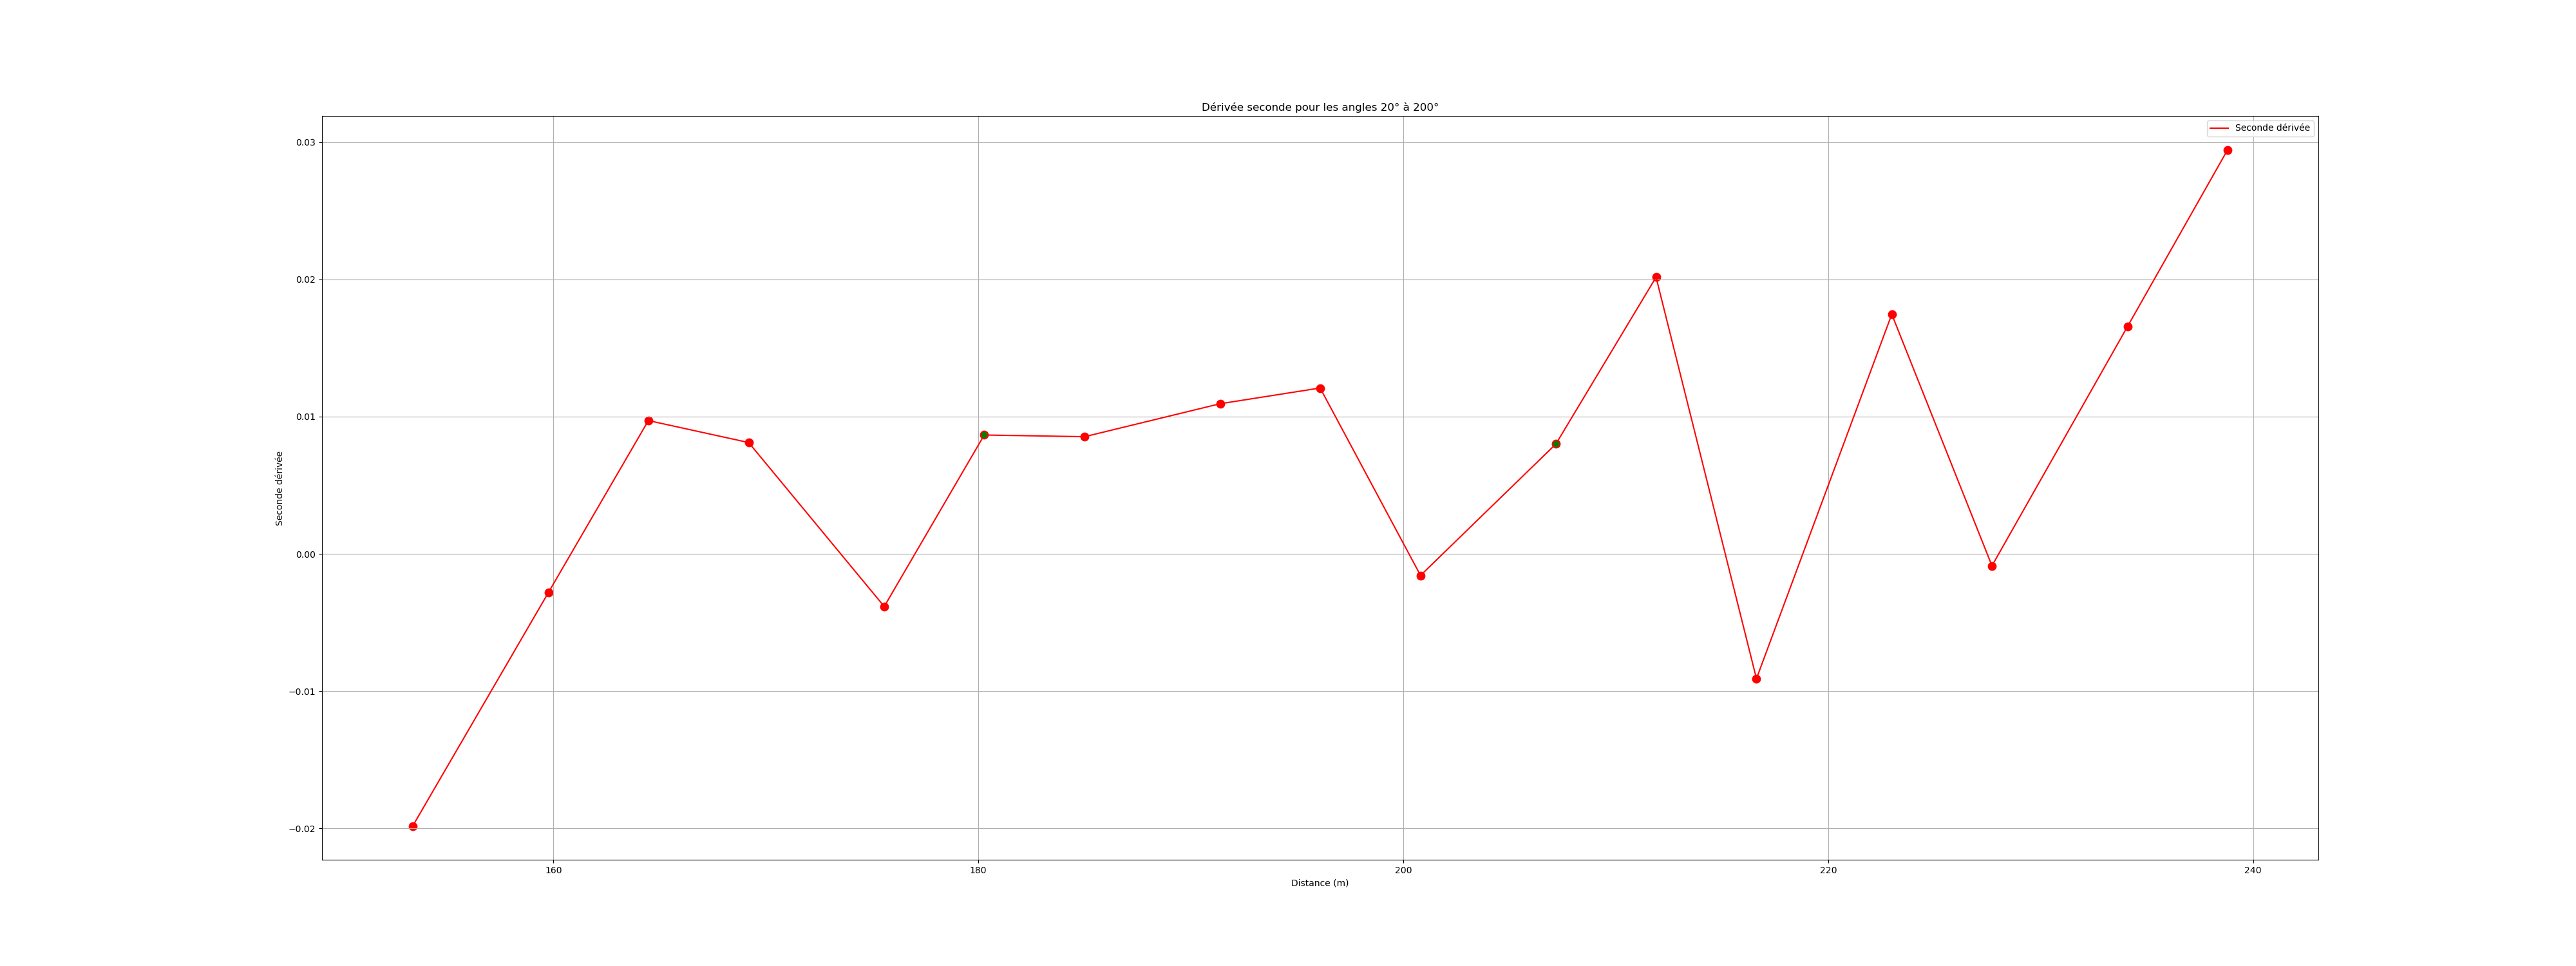 Dérivée seconde pour les angles 20° à 200°
Seconde dérivée
0.03
0.02
0.01
0.00
−0.01
−0.02
Seconde dérivée
160
180
200
220
240
Distance (m)